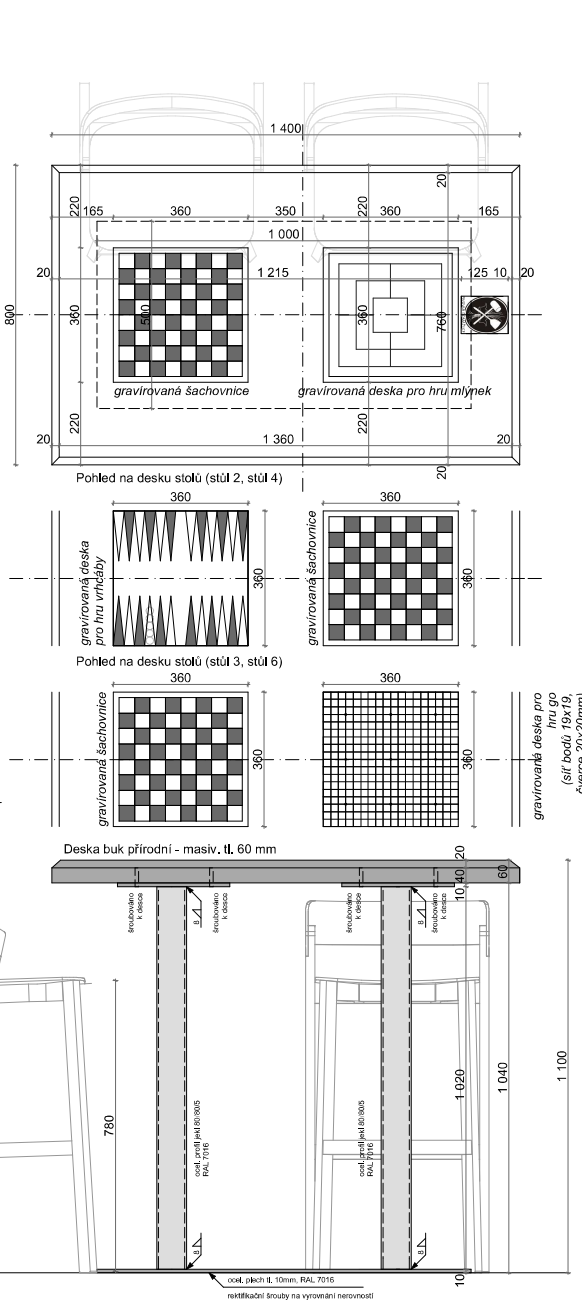 1 400
20
220
220
165
360
350
360
165
1 000
20
1 215
125
10
20
800
360
500
360
760
gravírovaná šachovnice
gravírovaná deska pro hru mlýnek
220
220
20
1 360
20
20
Pohled na desku stolů (stůl 2, stůl 4)
360
360
gravírovaná deska
pro hru vrhcáby
360
gravírovaná šachovnice
360
Pohled na desku stolů (stůl 3, stůl 6)
360
360
gravírovaná šachovnice
360
360
gravírovaná deska pro
hru go
(síť bodů 19x19,
čverce 20x20mm)
Deska buk přírodní - masiv. tl. 60 mm
20
40
10
60
šroubováno
k desce
8
šroubováno
k desce
šroubováno
k desce
8
šroubováno
k desce
780
ocel. profil jekl 80/80/5
RAL 7016
ocel. profil jekl 80/80/5
RAL 7016
1 020
1 040
1 100
8
8
10
ocel. plech tl. 10mm, RAL 7016
rektifikační šrouby na vyrovnání nerovností